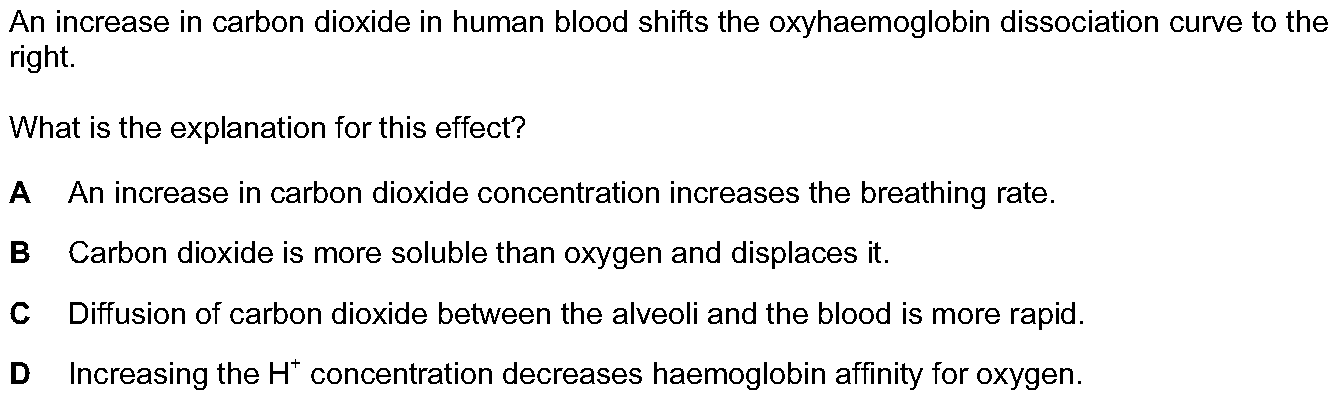 An increase in carbon dioxide in human blood shifts the oxyhaemoglobin dissociation curve to the
right.
What is the explanation for this effect?
A An increase in carbon dioxide concentration increases the breathing rate.
B Carbon dioxide is more soluble than oxygen and displaces it.
C Diffusion of carbon dioxide between the alveoli and the blood is more rapid.
D Increasing the H⁺ concentration decreases haemoglobin affinity for oxygen.